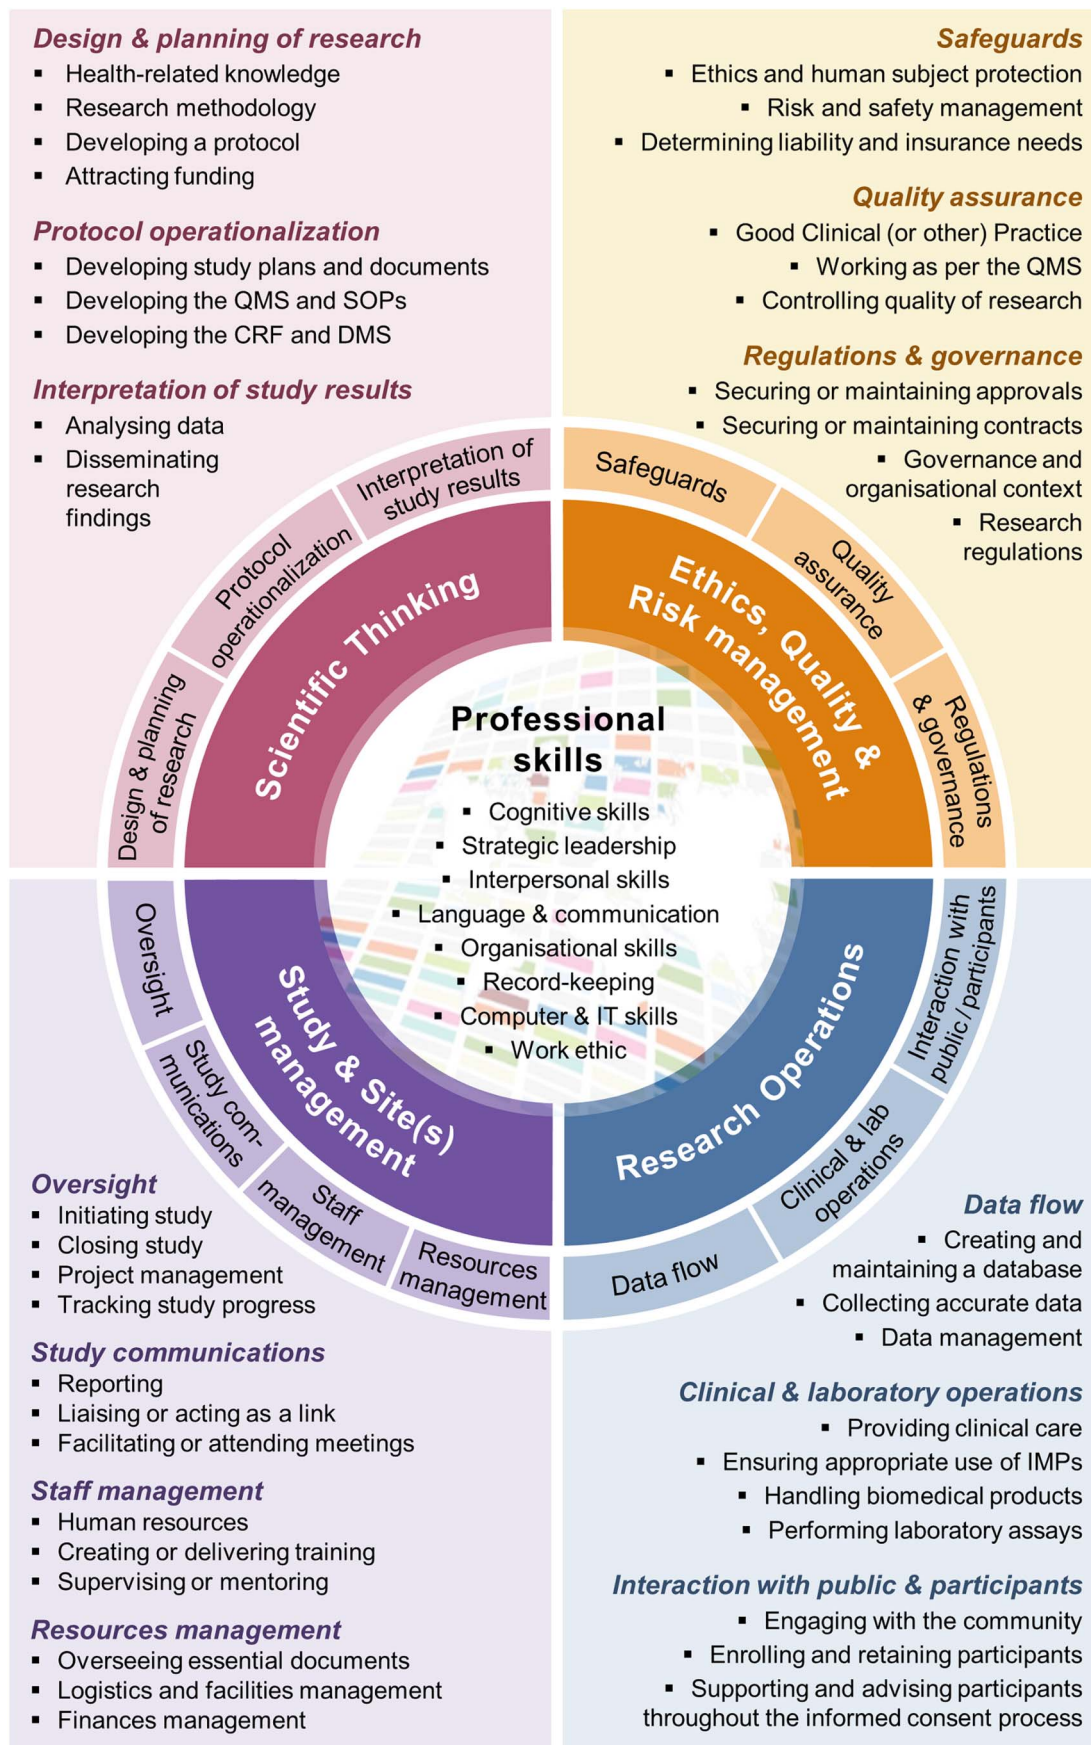 Design & planning of research
▪ Health-related knowledge
▪ Research methodology
▪ Developing a protocol
▪ Attracting funding
Protocol operationalization
▪ Developing study plans and documents
▪ Developing the QMS and SOPs
▪ Developing the CRF and DMS
Interpretation of study results
▪ Analysing data
▪ Disseminating
research
findings
Safeguards
▪ Ethics and human subject protection
▪ Risk and safety management
▪ Determining liability and insurance needs
Quality assurance
▪ Good Clinical (or other) Practice
▪ Working as per the QMS
▪ Controlling quality of research
Regulations & governance
▪ Securing or maintaining approvals
▪ Securing or maintaining contracts
▪ Governance and
organisational context
▪ Research
regulations
Design & planning
of research
Protocol
operationalization
Interpretation of
study results
Scientific Thinking
Safeguards
Quality
assurance
Regulations
& governance
Ethics, Quality &
Risk management
Professional
skills
▪ Cognitive skills
▪ Strategic leadership
▪ Interpersonal skills
▪ Language & communication
▪ Organisational skills
▪ Record-keeping
▪ Computer & IT skills
▪ Work ethic
Oversight
Study com-
munications
Staff
management
Resources
management
Study & Site(s)
management
Interaction with
public / participants
Clinical & lab
operations
Data flow
Research Operations
Oversight
▪ Initiating study
▪ Closing study
▪ Project management
▪ Tracking study progress
Study communications
▪ Reporting
▪ Liaising or acting as a link
▪ Facilitating or attending meetings
Staff management
▪ Human resources
▪ Creating or delivering training
▪ Supervising or mentoring
Resources management
▪ Overseeing essential documents
▪ Logistics and facilities management
▪ Finances management
Data flow
▪ Creating and
maintaining a database
▪ Collecting accurate data
▪ Data management
Clinical & laboratory operations
▪ Providing clinical care
▪ Ensuring appropriate use of IMPs
▪ Handling biomedical products
▪ Performing laboratory assays
Interaction with public & participants
▪ Engaging with the community
▪ Enrolling and retaining participants
▪ Supporting and advising participants
throughout the informed consent process